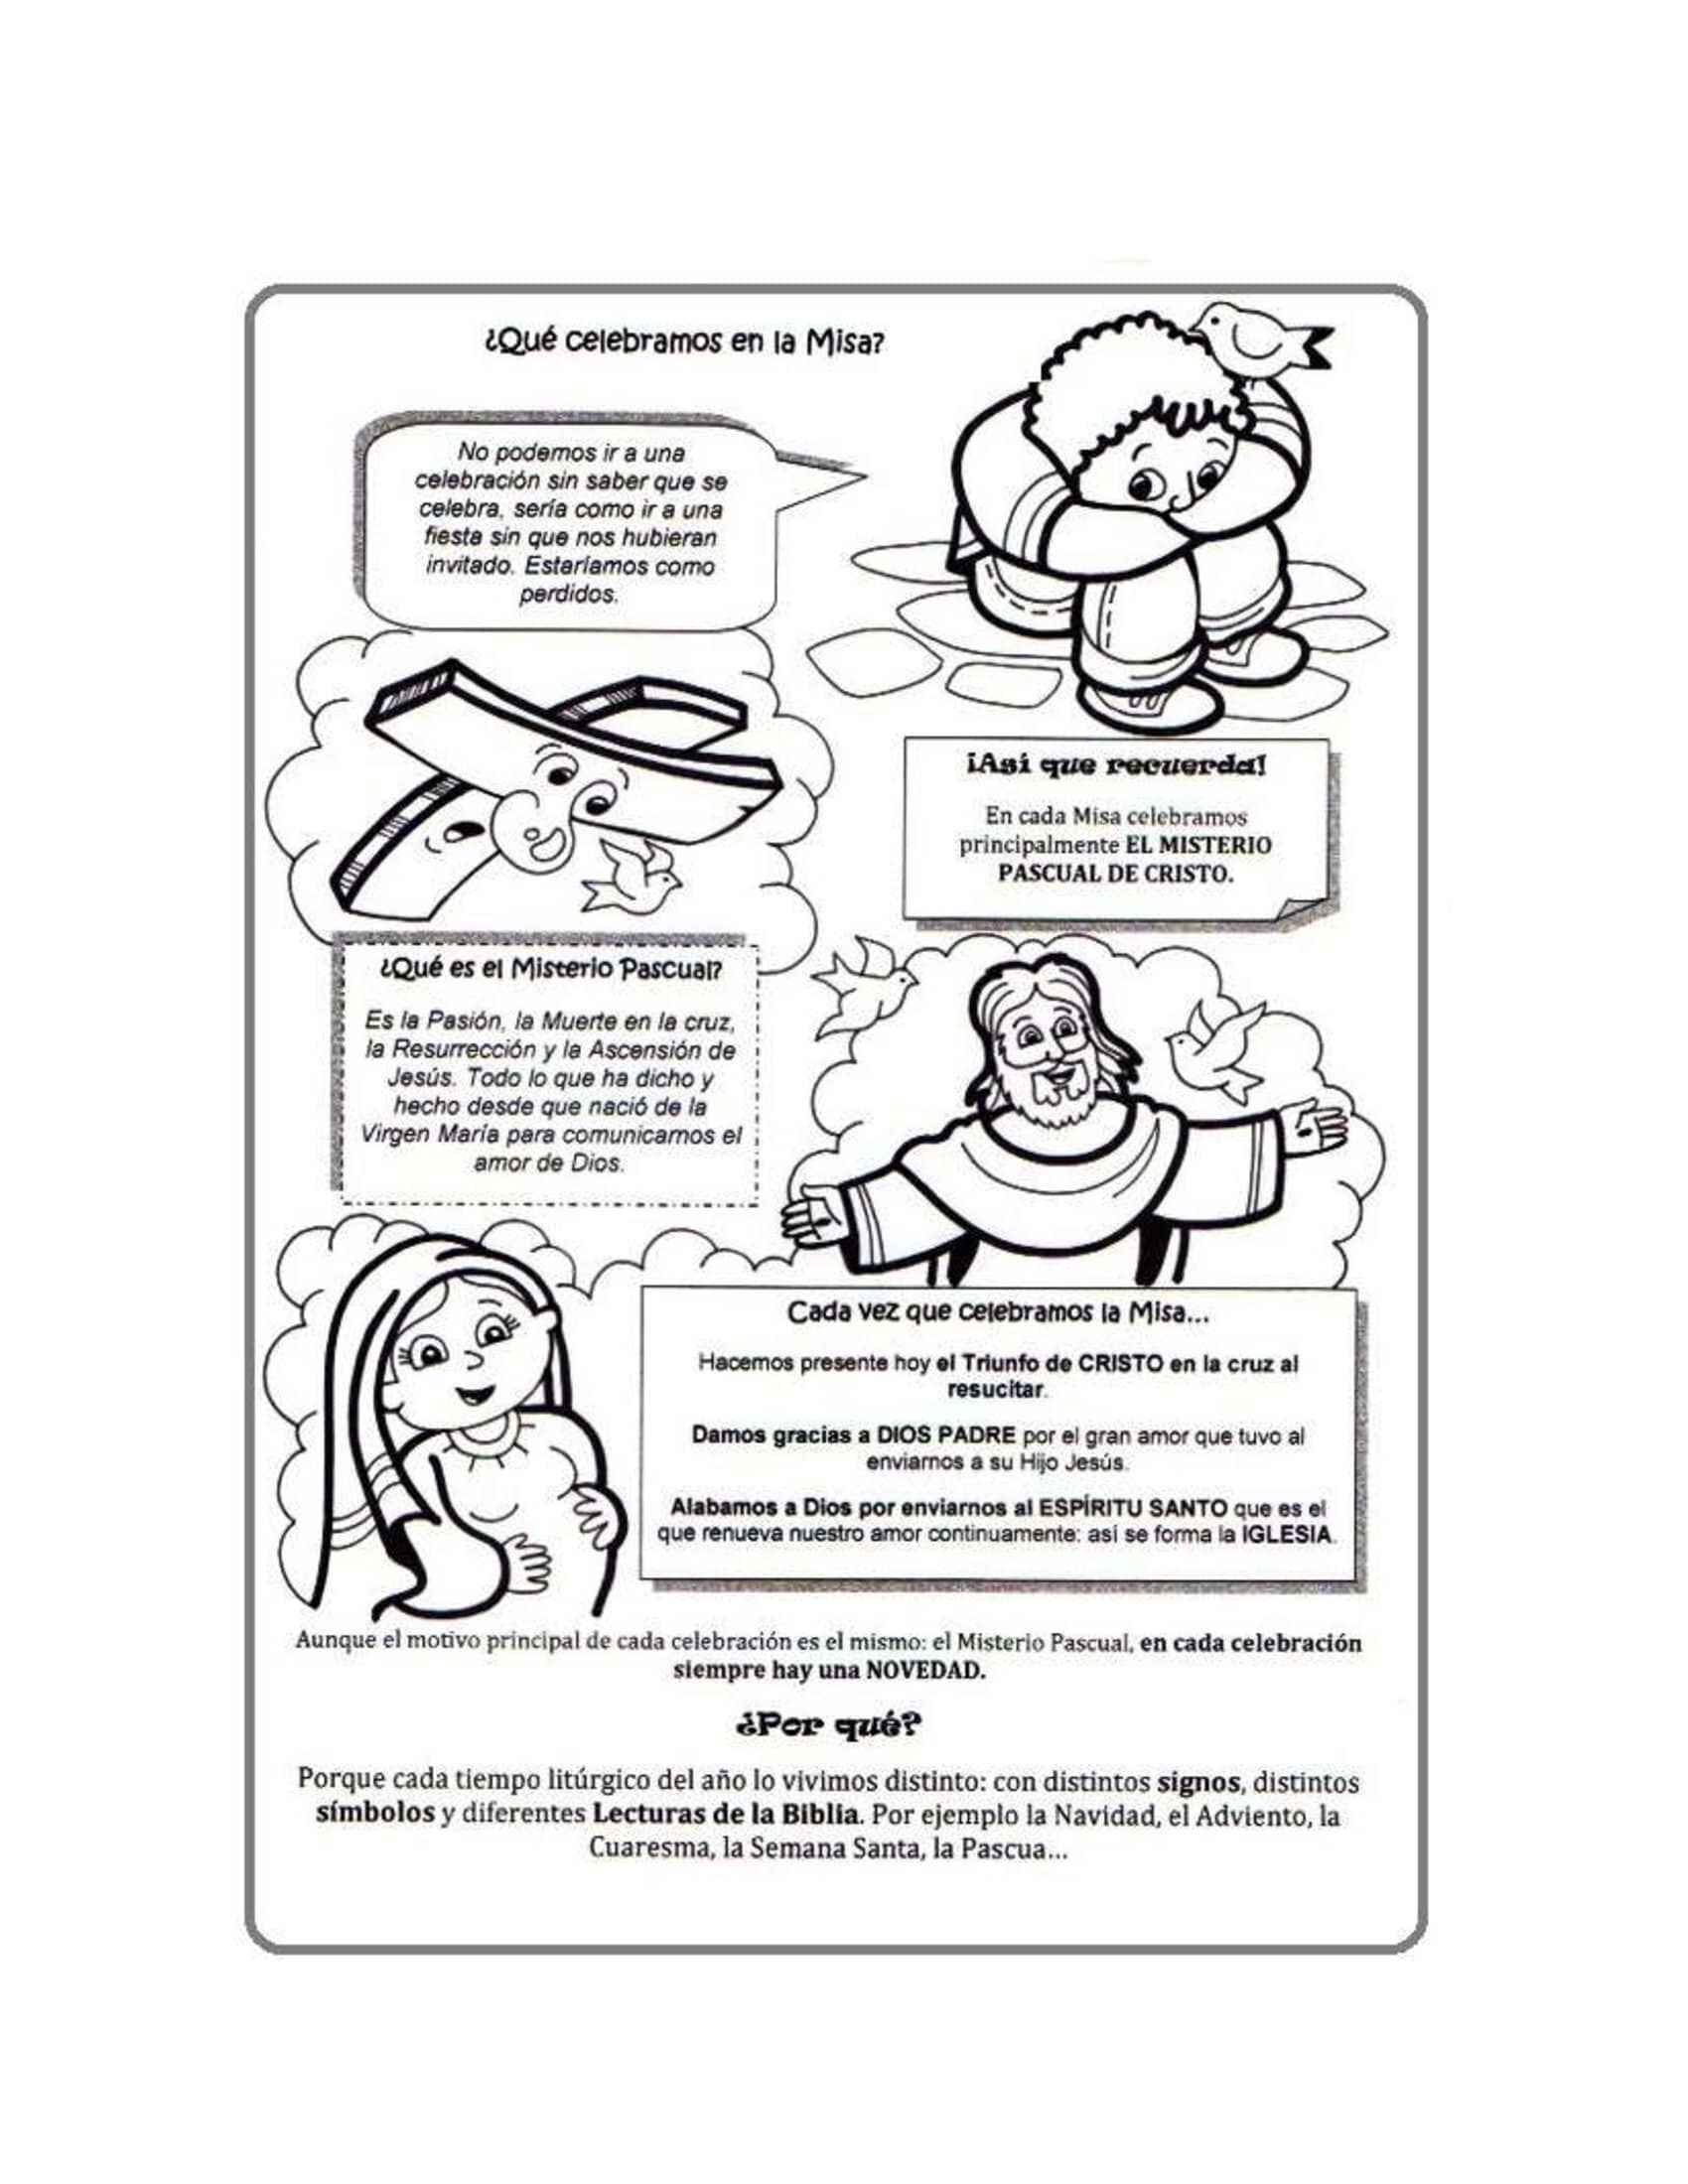 ¿Qué celebramos en la Misa?
No podemos ir a una
celebración sin saber que se
celebra, sería como ir a una
fiesta sin que nos hubieran
invitado. Estaríamos como
perdidos.
¡Asi que recuerda!
En cada Misa celebramos
principalmente EL MISTERIO
PASCUAL DE CRISTO.
¿Qué es el Misterio Pascual?
Es la Pasión, la Muerte en la cruz,
la Resurrección y la Ascensión de
Jesús. Todo lo que ha dicho y
hecho desde que nació de la
Virgen María para comunicarnos el
amor de Dios.
Cada vez que celebramos la Misa...
Hacemos presente hoy el Triunfo de CRISTO en la cruz al
resucitar.
Damos gracias a DIOS PADRE por el gran amor que tuvo al
enviarnos a su Hijo Jesús.
Alabamos a Dios por enviarnos al ESPÍRITU SANTO que es el
que renueva nuestro amor continuamente: así se forma la IGLESIA.
Aunque el motivo principal de cada celebración es el mismo: el Misterio Pascual, en cada celebración
siempre hay una NOVEDAD.
¿Por qué?
Porque cada tiempo litúrgico del año lo vivimos distinto: con distintos signos, distintos
símbolos y diferentes Lecturas de la Biblia. Por ejemplo la Navidad, el Adviento, la
Cuaresma, la Semana Santa, la Pascua...